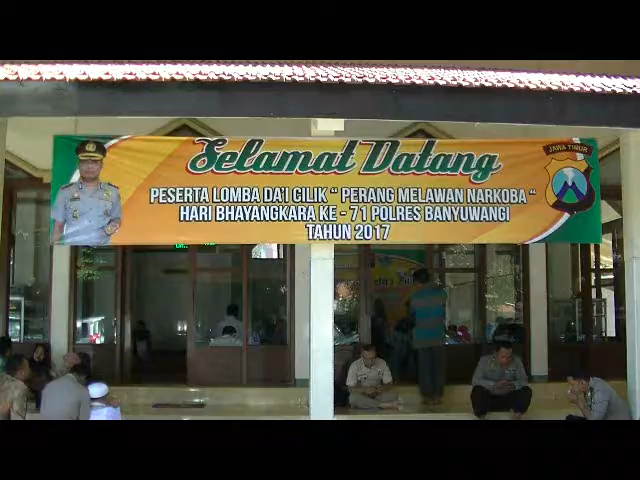 Selamat Datang
JAWA TIMUR
PESERTA LOMBA DA'I CILIK " PERANG MELAWAN NARKOBA "
HARI BHAYANGKARA KE - 71 POLRES BANYUWANGI
TAHUN 2017